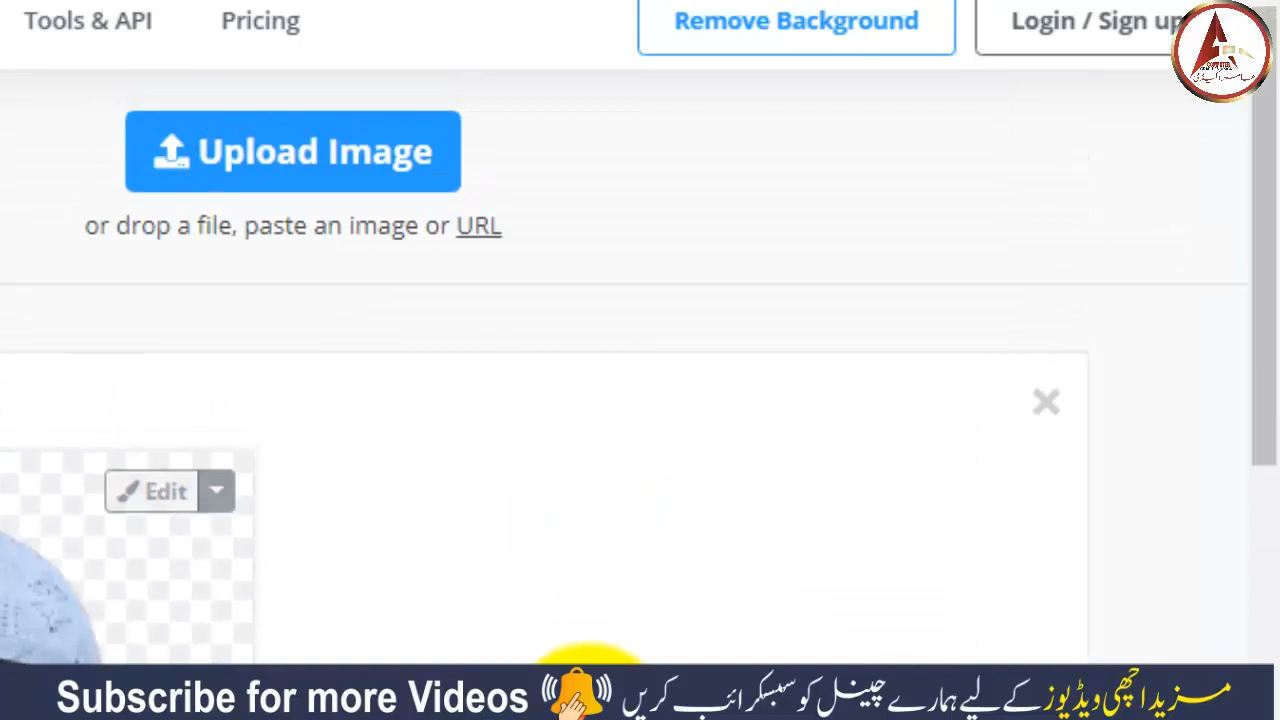 Tools & API
Pricing
Remove Background
Login / Sign up
Upload Image
or drop a file, paste an image or URL
Edit
Subscribe for more Videos
مزید اچھی ویڈیوز کے لیے ہمارے چینل کو سبسکرائب کریں